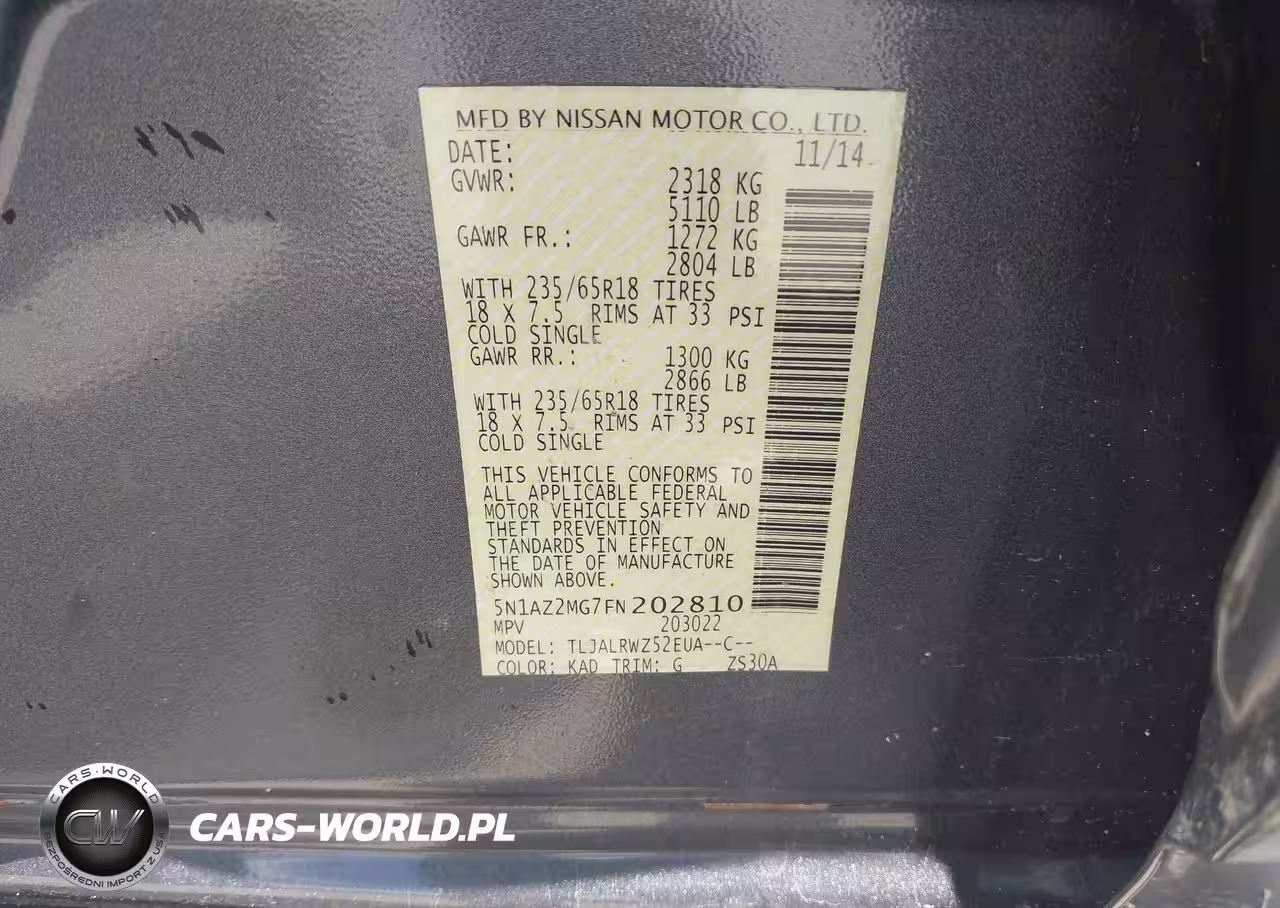 MFD BY NISSAN MOTOR CO., LTD.
DATE: 11/14
GVWR: 2318 KG
5110 LB
GAWR FR.: 1272 KG
2804 LB
WITH 235/65R18 TIRES
18 X 7.5 RIMS AT 33 PSI
COLD SINGLE
GAWR RR.: 1300 KG
2866 LB
WITH 235/65R18 TIRES
18 X 7.5 RIMS AT 33 PSI
COLD SINGLE
THIS VEHICLE CONFORMS TO
ALL APPLICABLE FEDERAL
MOTOR VEHICLE SAFETY AND
THEFT PREVENTION
STANDARDS IN EFFECT ON
THE DATE OF MANUFACTURE
SHOWN ABOVE.
5N1AZ2MG7FN202810
MPV 203022
MODEL: TLJALRWZ52EUA--C--
COLOR: KAD TRIM: G ZS30A
CARS-WORLD
CW
BEZPOŚREDNI IMPORT Z USA
CARS-WORLD.PL